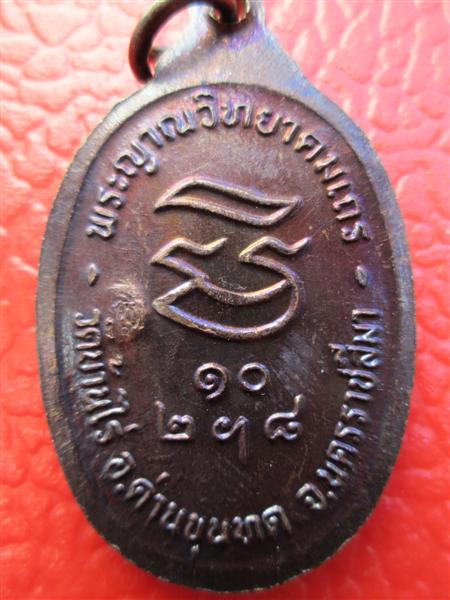 พระญาณวิทยาคมเถร
๑๐
๒ ฯ ๘
วัดบ้านไร่ อ.ด่านขุนทด จ.นครราชสีมา